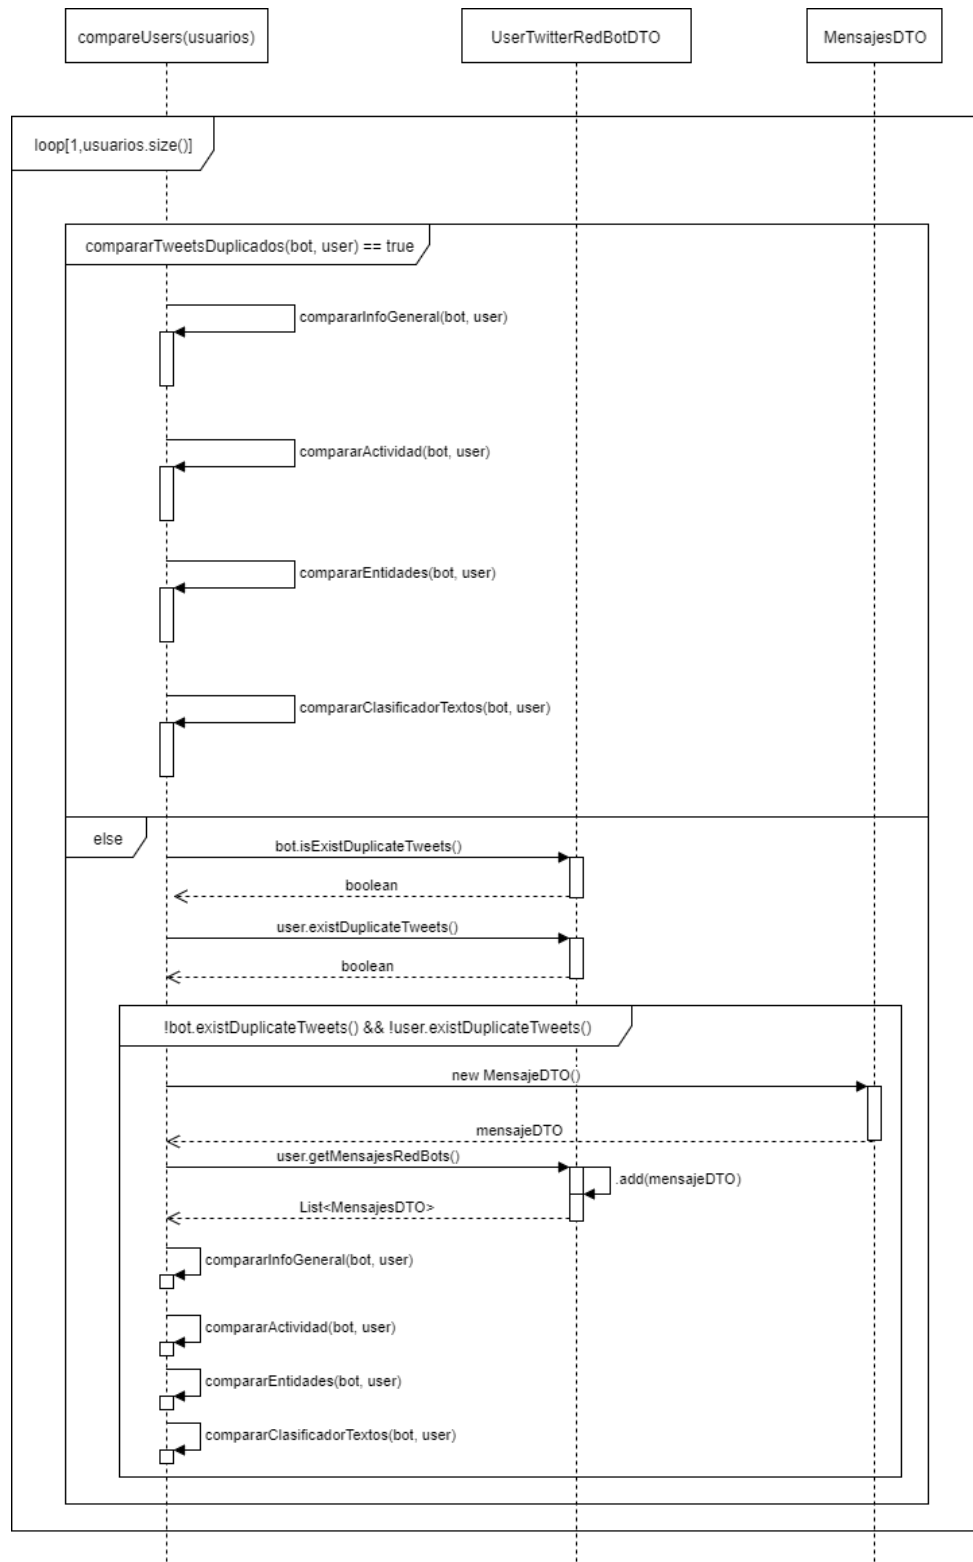 compareUsers(usuarios)
UserTwitterRedBotDTO
MensajesDTO
loop[1,usuarios.size()]
compararTweetsDuplicados(bot, user) == true
compararInfoGeneral(bot, user)
compararActividad(bot, user)
compararEntidades(bot, user)
compararClasificadorTextos(bot, user)
else
bot.isExistDuplicateTweets()
boolean
user.existDuplicateTweets()
boolean
!bot.existDuplicateTweets() && !user.existDuplicateTweets()
new MensajeDTO()
mensajeDTO
user.getMensajesRedBots()
.add(mensajeDTO)
List<MensajesDTO>
compararInfoGeneral(bot, user)
compararActividad(bot, user)
compararEntidades(bot, user)
compararClasificadorTextos(bot, user)